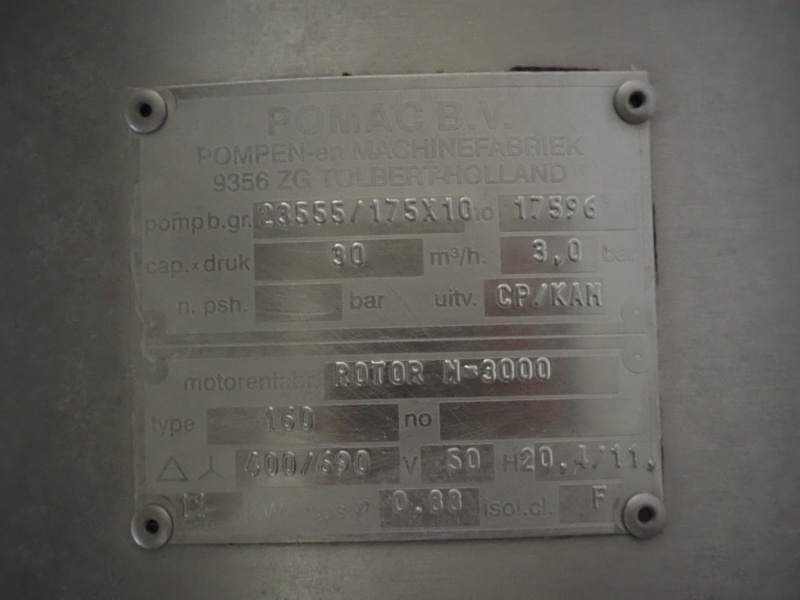 POMAC B.V.
POMPEN-en MACHINEFABRIEK
9356 ZG TOLBERT-HOLLAND
pomp b.gr. 23555/175X10 no 17596
cap. x druk 30 m³/h. 3,0 bar
n. psh. bar uitv. CP/KAM
motorenfabr. ROTOR N-3000
type 160 no
400/690 V 50 H 20,4/11,
11 kW cos φ 0.88 isol.cl. F